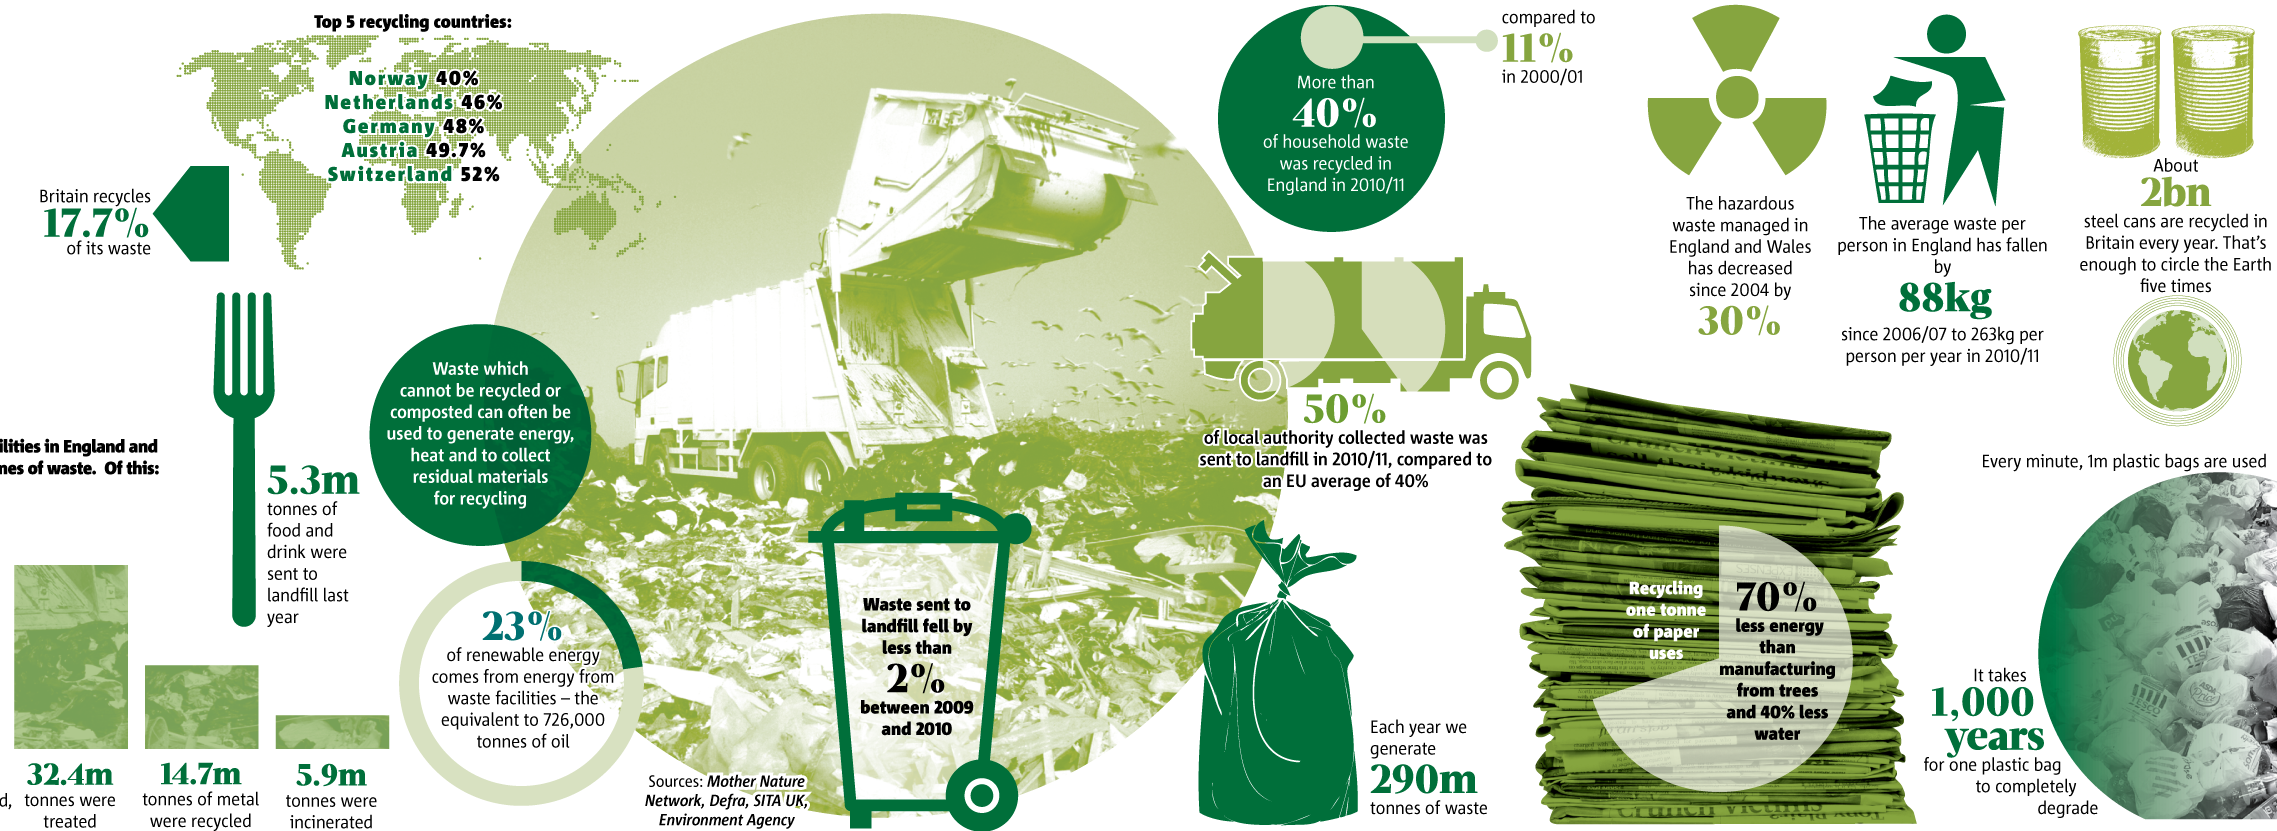 Top 5 recycling countries:
Norway 40%
Netherlands 46%
Germany 48%
Austria 49.7%
Switzerland 52%
Britain recycles
17.7%
of its waste
ilities in England and
nes of waste.  Of this:
5.3m
tonnes of
food and
drink were
sent to
landfill last
year
32.4m
d, tonnes were
treated
14.7m
tonnes of metal
were recycled
5.9m
tonnes were
incinerated
Waste which
cannot be recycled or
composted can often be
used to generate energy,
heat and to collect
residual materials
for recycling
23%
of renewable energy
comes from energy from
waste facilities – the
equivalent to 726,000
tonnes of oil
Sources: Mother Nature
Network, Defra, SITA UK,
Environment Agency
Waste sent to
landfill fell by
less than
2%
between 2009
and 2010
More than
40%
of household waste
was recycled in
England in 2010/11
compared to
11%
in 2000/01
50%
of local authority collected waste was
sent to landfill in 2010/11, compared to
an EU average of 40%
Each year we
generate
290m
tonnes of waste
The hazardous
waste managed in
England and Wales
has decreased
since 2004 by
30%
The average waste per
person in England has fallen
by
88kg
since 2006/07 to 263kg per
person per year in 2010/11
About
2bn
steel cans are recycled in
Britain every year. That's
enough to circle the Earth
five times
Recycling
one tonne
of paper
uses
70%
less energy
than
manufacturing
from trees
and 40% less
water
Every minute, 1m plastic bags are used
It takes
1,000
years
for one plastic bag
to completely
degrade